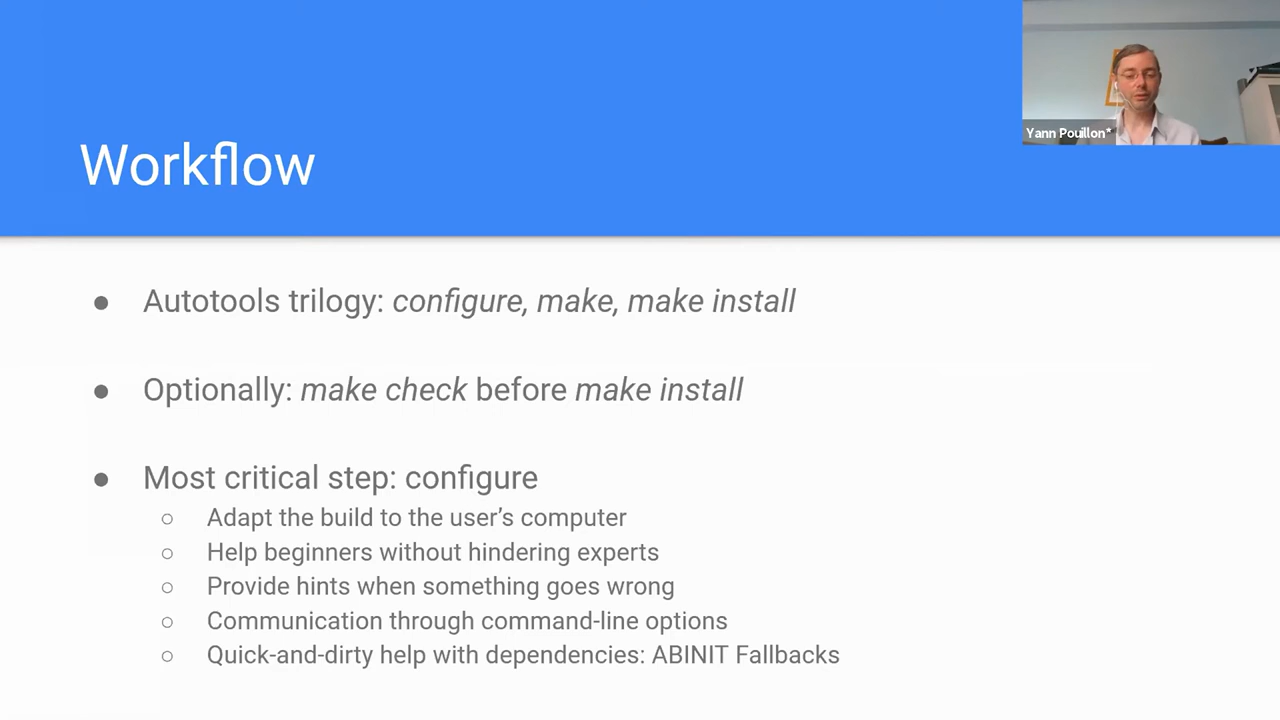 Yann Pouillon*
Workflow
● Autotools trilogy: configure, make, make install
● Optionally: make check before make install
● Most critical step: configure
○ Adapt the build to the user’s computer
○ Help beginners without hindering experts
○ Provide hints when something goes wrong
○ Communication through command-line options
○ Quick-and-dirty help with dependencies: ABINIT Fallbacks